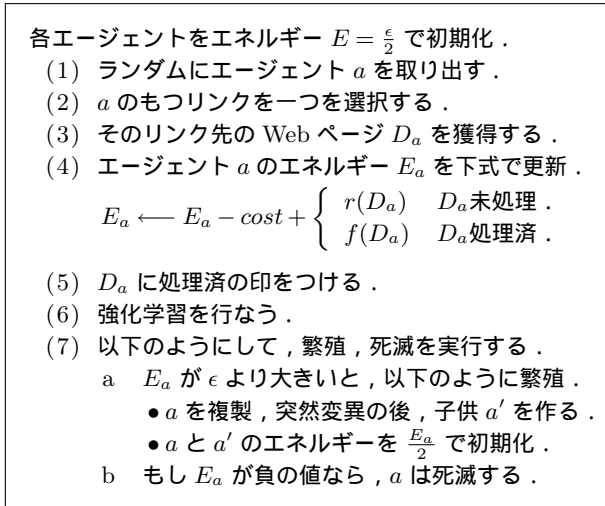 各エージェントをエネルギー E = ε/2 で初期化．
(1) ランダムにエージェント a を取り出す．
(2) a のもつリンクを一つを選択する．
(3) そのリンク先の Web ページ D_a を獲得する．
(4) エージェント a のエネルギー E_a を下式で更新．
E_a ⟵ E_a − cost + { r(D_a) D_a未処理．
f(D_a) D_a処理済．
(5) D_a に処理済の印をつける．
(6) 強化学習を行なう．
(7) 以下のようにして，繁殖，死滅を実行する．
a E_a が ε より大きいと，以下のように繁殖．
• a を複製，突然変異の後，子供 a′ を作る．
• a と a′ のエネルギーを E_a/2 で初期化．
b もし E_a が負の値なら，a は死滅する．